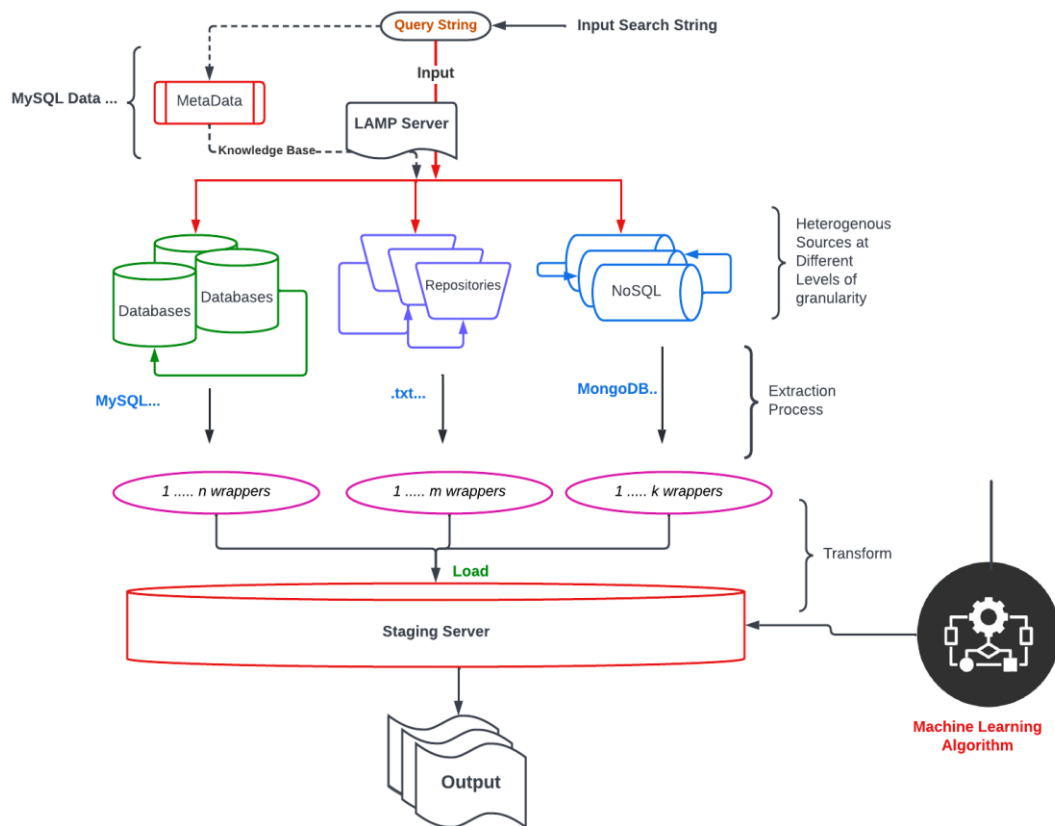 Query String
Input Search String
Input
MySQL Data ...
MetaData
LAMP Server
Knowledge Base
Heterogenous
Sources at
Different
Levels of
granularity
Databases
Databases
Repositories
NoSQL
MySQL...
.txt...
MongoDB..
Extraction
Process
1 ..... n wrappers
1 ..... m wrappers
1 ..... k wrappers
Transform
Load
Staging Server
Machine Learning
Algorithm
Output